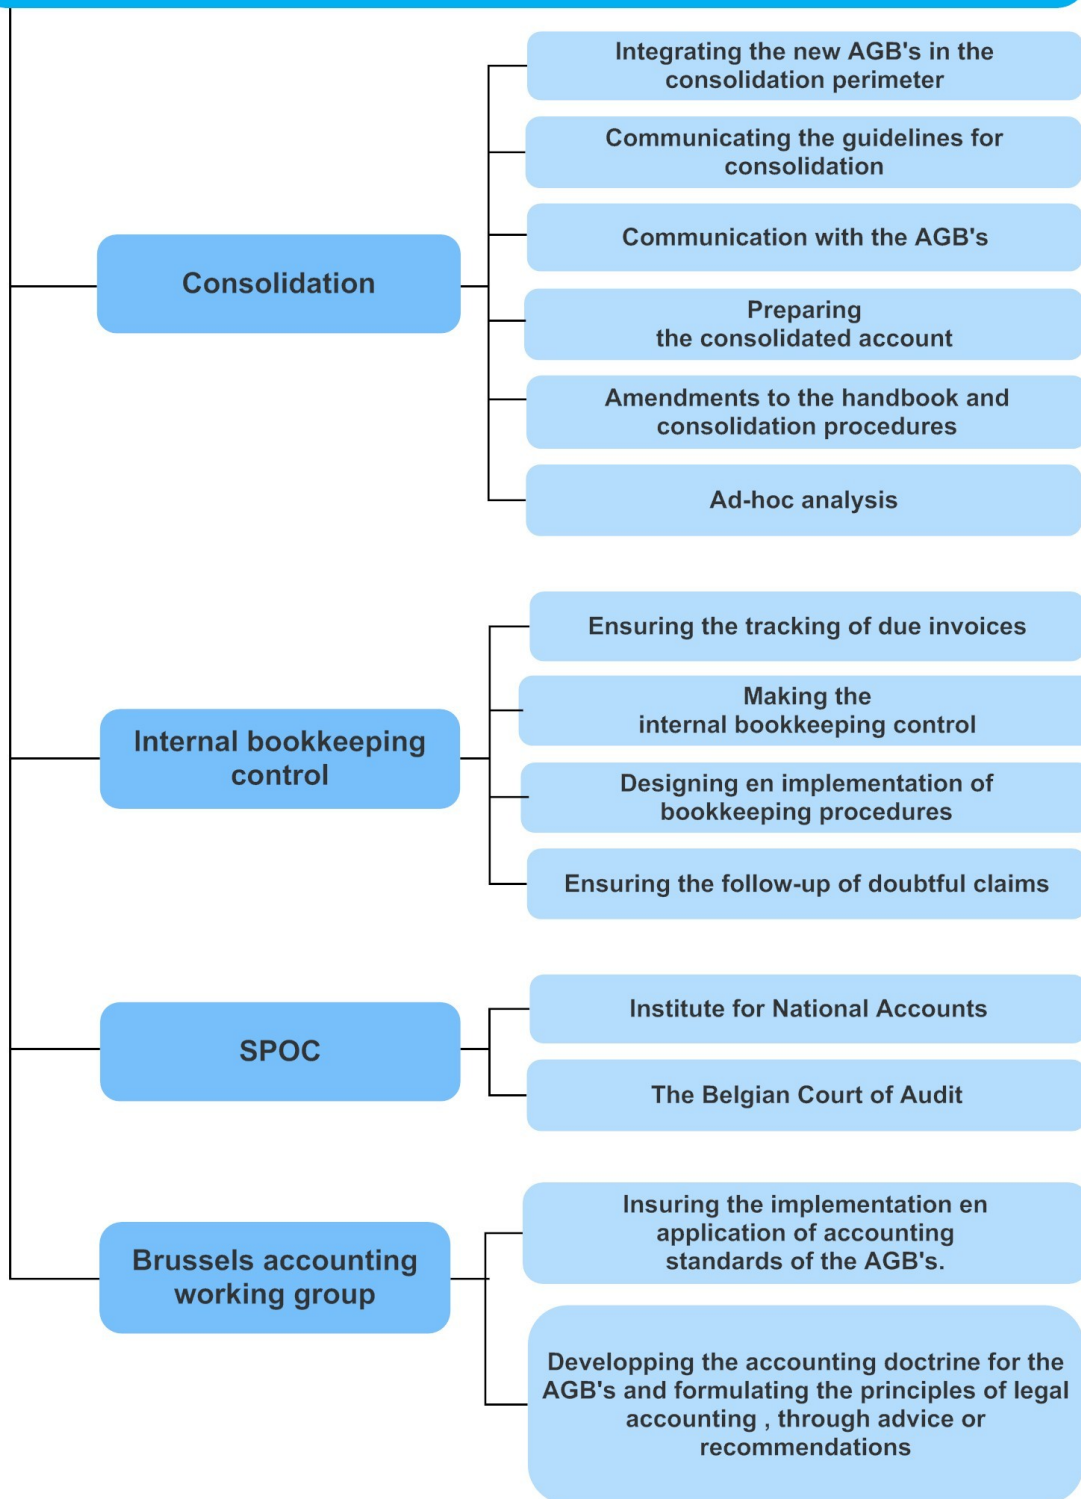 Consolidation
Integrating the new AGB's in the
consolidation perimeter
Communicating the guidelines for
consolidation
Communication with the AGB's
Preparing
the consolidated account
Amendments to the handbook and
consolidation procedures
Ad-hoc analysis
Internal bookkeeping
control
Ensuring the tracking of due invoices
Making the
internal bookkeeping control
Designing en implementation of
bookkeeping procedures
Ensuring the follow-up of doubtful claims
SPOC
Institute for National Accounts
The Belgian Court of Audit
Brussels accounting
working group
Insuring the implementation en
application of accounting
standards of the AGB's.
Developping the accounting doctrine for the
AGB's and formulating the principles of legal
accounting , through advice or
recommendations